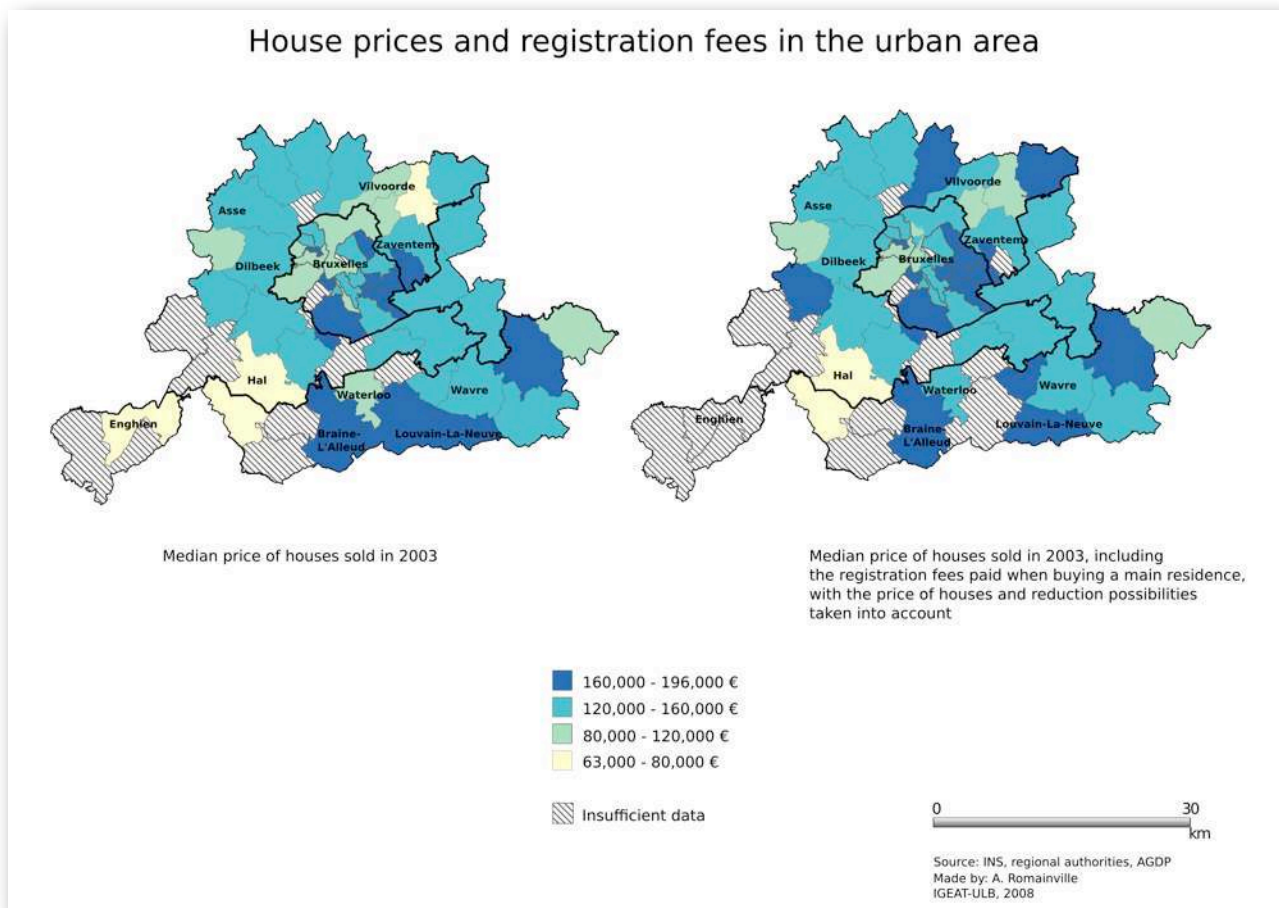 House prices and registration fees in the urban area
Vilvoorde
Asse
Zaventem
Bruxelles
Dilbeek
Hal
Waterloo
Wavre
Enghien
Braine-
L'Alleud
Louvain-La-Neuve
Vilvoorde
Asse
Zaventem
Bruxelles
Dilbeek
Hal
Waterloo
Wavre
Enghien
Braine-
L'Alleud
Louvain-La-Neuve
Median price of houses sold in 2003
Median price of houses sold in 2003, including
the registration fees paid when buying a main residence,
with the price of houses and reduction possibilities
taken into account
160,000 - 196,000 €
120,000 - 160,000 €
80,000 - 120,000 €
63,000 - 80,000 €
Insufficient data
0 30
km
Source: INS, regional authorities, AGDP
Made by: A. Romainville
IGEAT-ULB, 2008